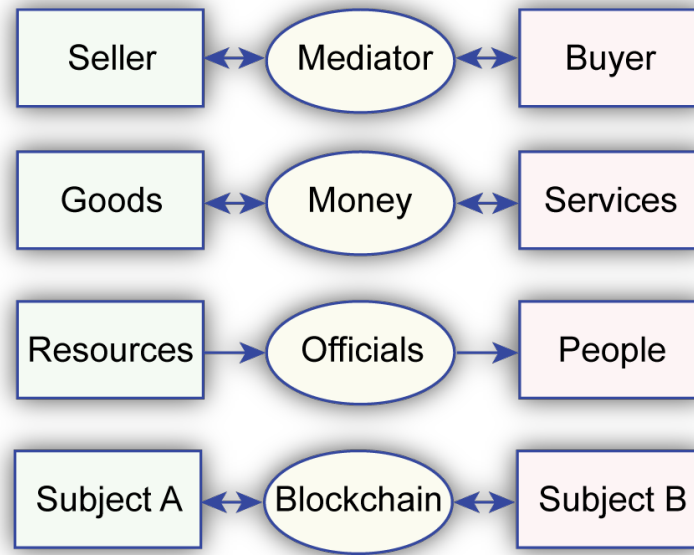 Seller Mediator Buyer
Goods Money Services
Resources Officials People
Subject A Blockchain Subject B